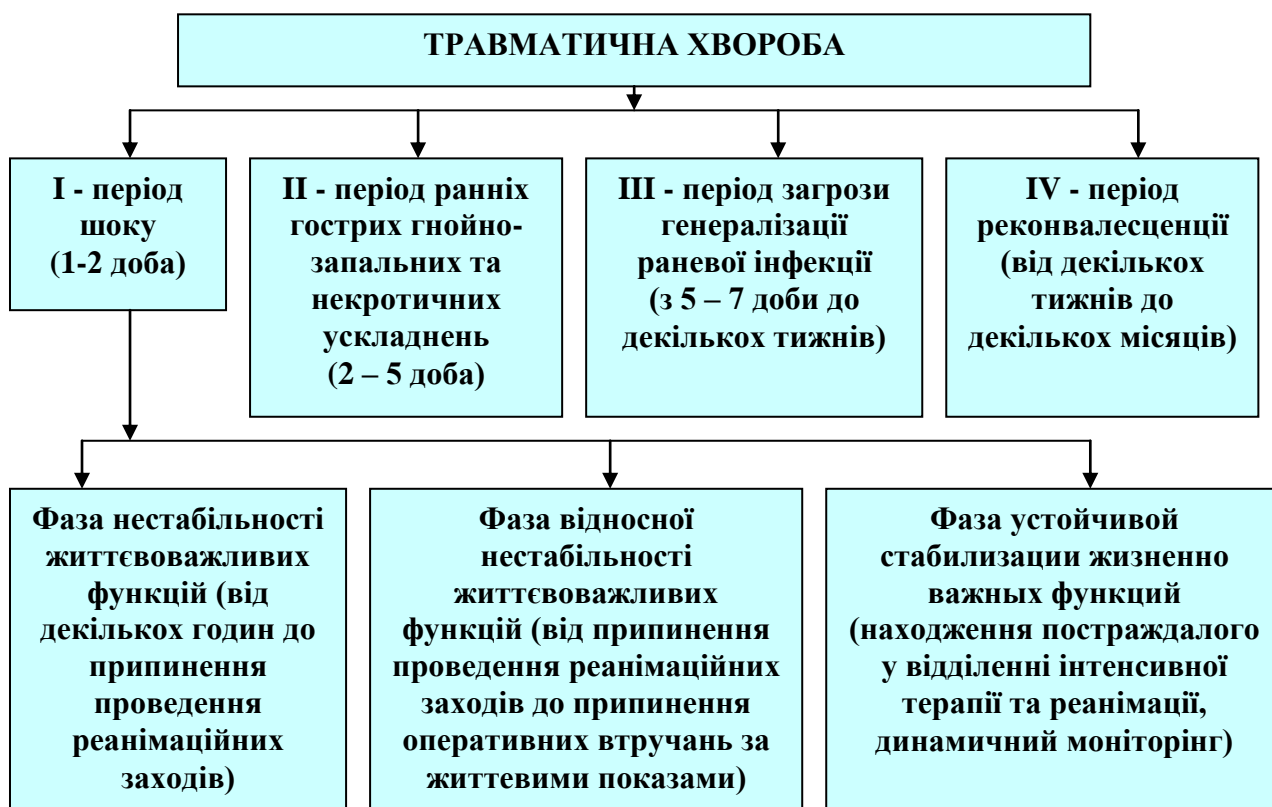 ТРАВМАТИЧНА ХВОРОБА
I - період
шоку
(1-2 доба)
II - період ранніх
гострих гнойно-
запальних та
некротичних
ускладнень
(2 – 5 доба)
III - період загрози
генералізації
раневої інфекції
(з 5 – 7 доби до
декількох тижнів)
IV - період
реконвалесценції
(від декількох
тижнів до
декількох місяців)
Фаза нестабільності
життєвоважливих
функцій (від
декількох годин до
припинення
проведення
реанімаційних
заходів)
Фаза відносної
нестабільності
життєвоважливих
функцій (від припинення
проведення реанімаційних
заходів до припинення
оперативних втручань за
життевими показами)
Фаза устойчивой
стабилизации жизненно
важных функций
(находження постраждалого
у відділенні інтенсивної
терапії та реанімації,
динамичний моніторінг)